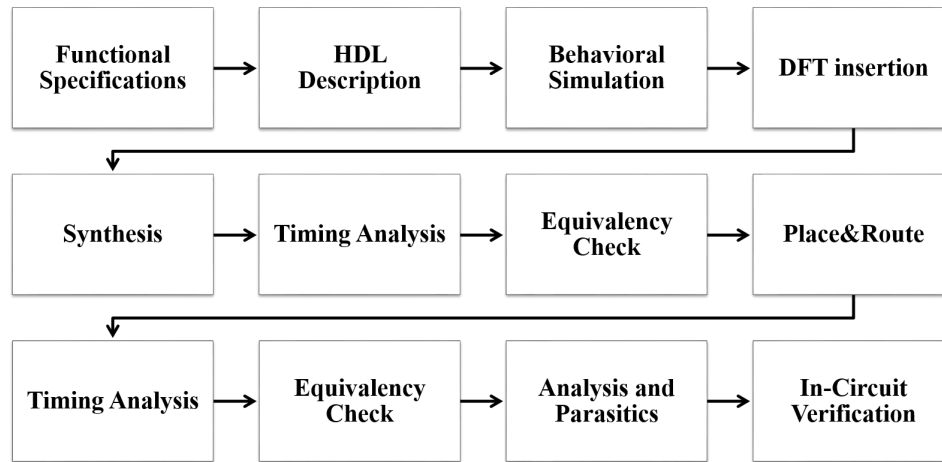 Functional
Specifications
HDL
Description
Behavioral
Simulation
DFT insertion
Synthesis
Timing Analysis
Equivalency
Check
Place&Route
Timing Analysis
Equivalency
Check
Analysis and
Parasitics
In-Circuit
Verification